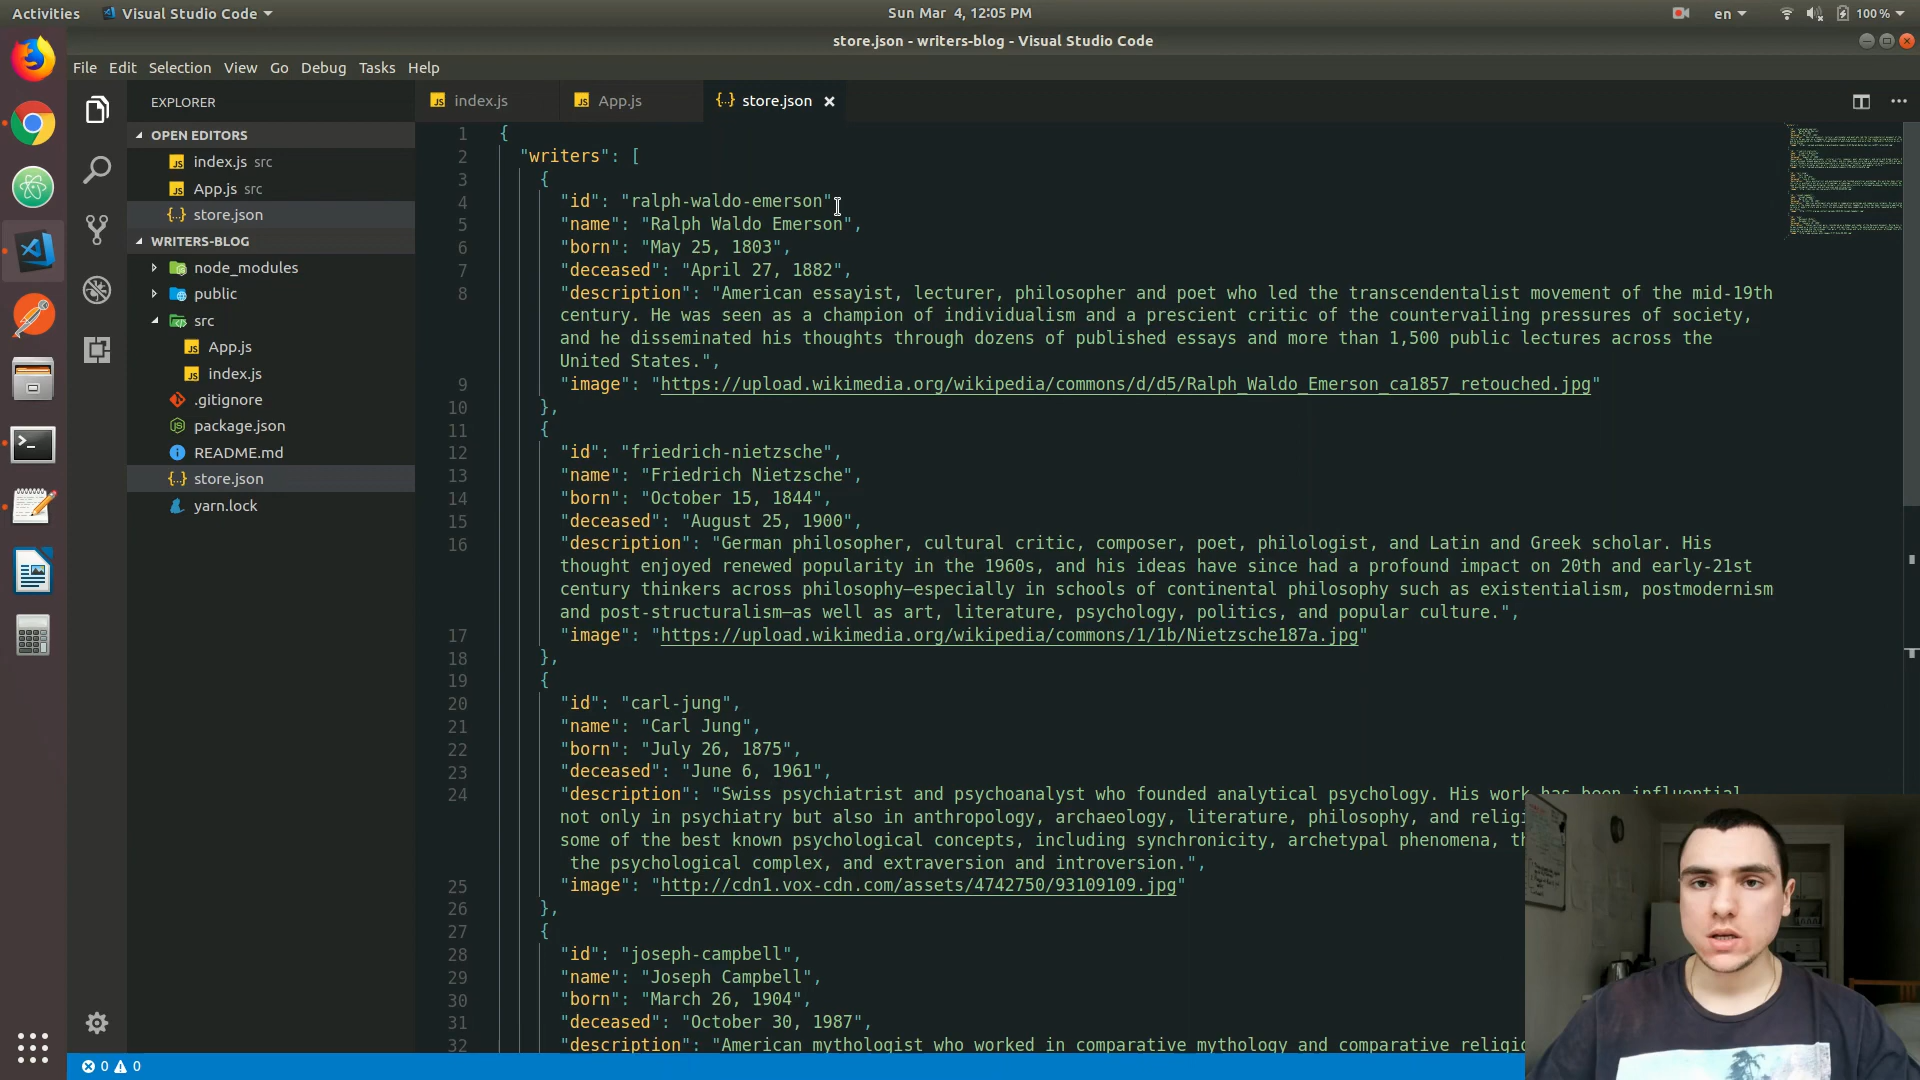 Activities
Visual Studio Code
Sun Mar 4, 12:05 PM
en
100 %
store.json - writers-blog - Visual Studio Code
File Edit Selection View Go Debug Tasks Help
EXPLORER
OPEN EDITORS
JS index.js src
JS App.js src
{..} store.json
WRITERS-BLOG
node_modules
public
src
JS App.js
JS index.js
.gitignore
package.json
README.md
{..} store.json
yarn.lock
JS index.js
JS App.js
{..} store.json ×
1 {
2 "writers": [
3 {
4 "id": "ralph-waldo-emerson"
5 "name": "Ralph Waldo Emerson",
6 "born": "May 25, 1803",
7 "deceased": "April 27, 1882",
8 "description": "American essayist, lecturer, philosopher and poet who led the transcendentalist movement of the mid-19th
century. He was seen as a champion of individualism and a prescient critic of the countervailing pressures of society,
and he disseminated his thoughts through dozens of published essays and more than 1,500 public lectures across the
United States.",
9 "image": "https://upload.wikimedia.org/wikipedia/commons/d/d5/Ralph_Waldo_Emerson_ca1857_retouched.jpg"
10 },
11 {
12 "id": "friedrich-nietzsche",
13 "name": "Friedrich Nietzsche",
14 "born": "October 15, 1844",
15 "deceased": "August 25, 1900",
16 "description": "German philosopher, cultural critic, composer, poet, philologist, and Latin and Greek scholar. His
thought enjoyed renewed popularity in the 1960s, and his ideas have since had a profound impact on 20th and early-21st
century thinkers across philosophy—especially in schools of continental philosophy such as existentialism, postmodernism
and post-structuralism—as well as art, literature, psychology, politics, and popular culture.",
17 "image": "https://upload.wikimedia.org/wikipedia/commons/1/1b/Nietzsche187a.jpg"
18 },
19 {
20 "id": "carl-jung",
21 "name": "Carl Jung",
22 "born": "July 26, 1875",
23 "deceased": "June 6, 1961",
24 "description": "Swiss psychiatrist and psychoanalyst who founded analytical psychology. His work has been influential
not only in psychiatry but also in anthropology, archaeology, literature, philosophy, and
some of the best known psychological concepts, including synchronicity, archetypal phenomena,
the psychological complex, and extraversion and introversion.",
25 "image": "http://cdn1.vox-cdn.com/assets/4742750/93109109.jpg"
26 },
27 {
28 "id": "joseph-campbell",
29 "name": "Joseph Campbell",
30 "born": "March 26, 1904",
31 "deceased": "October 30, 1987",
32 "description": "American mythologist who worked in comparative mythology and comparative
0 0